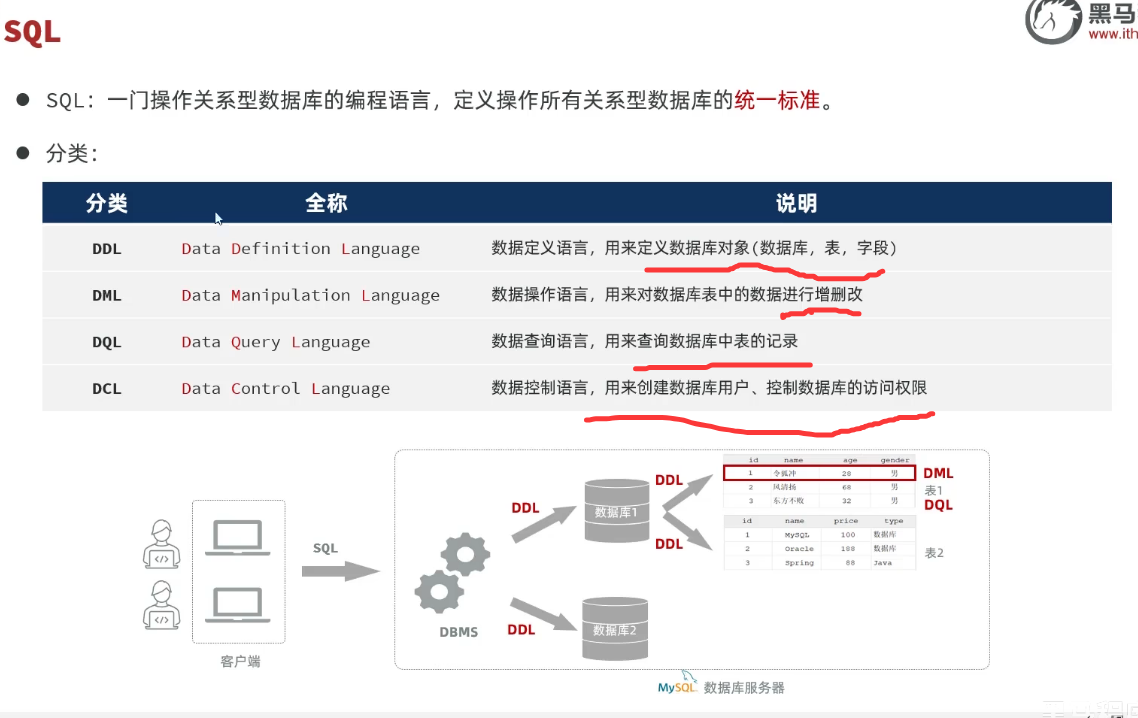 SQL
黑马
www.ith
● SQL：一门操作关系型数据库的编程语言，定义操作所有关系型数据库的统一标准。
● 分类：
分类 全称 说明
DDL Data Definition Language 数据定义语言，用来定义数据库对象(数据库，表，字段)
DML Data Manipulation Language 数据操作语言，用来对数据库表中的数据进行增删改
DQL Data Query Language 数据查询语言，用来查询数据库中表的记录
DCL Data Control Language 数据控制语言，用来创建数据库用户、控制数据库的访问权限
客户端
SQL
DBMS
DDL
DDL
数据库1
数据库2
DDL
DDL
id name age gender
1 令狐冲 28 男
2 风清扬 68 男
3 东方不败 32 男
DML
表1
DQL
id name price type
1 MySQL 100 数据库
2 Oracle 188 数据库
3 Spring 88 Java
表2
MySQL 数据库服务器